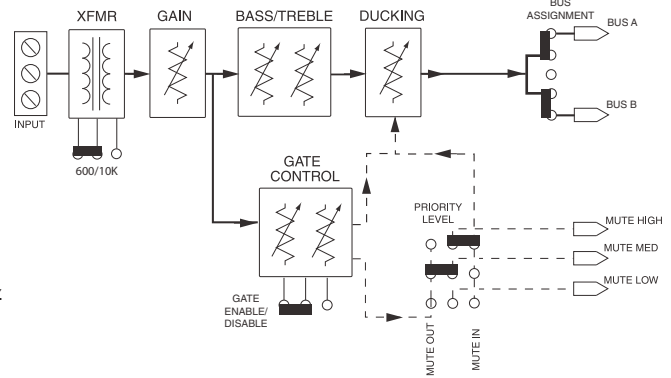 BUS
ASSIGNMENT
XFMR
GAIN
BASS/TREBLE
DUCKING
BUS A
BUS B
INPUT
600/10K
GATE
CONTROL
PRIORITY
LEVEL
MUTE HIGH
MUTE MED
MUTE LOW
GATE
ENABLE/
DISABLE
MUTE OUT
MUTE IN